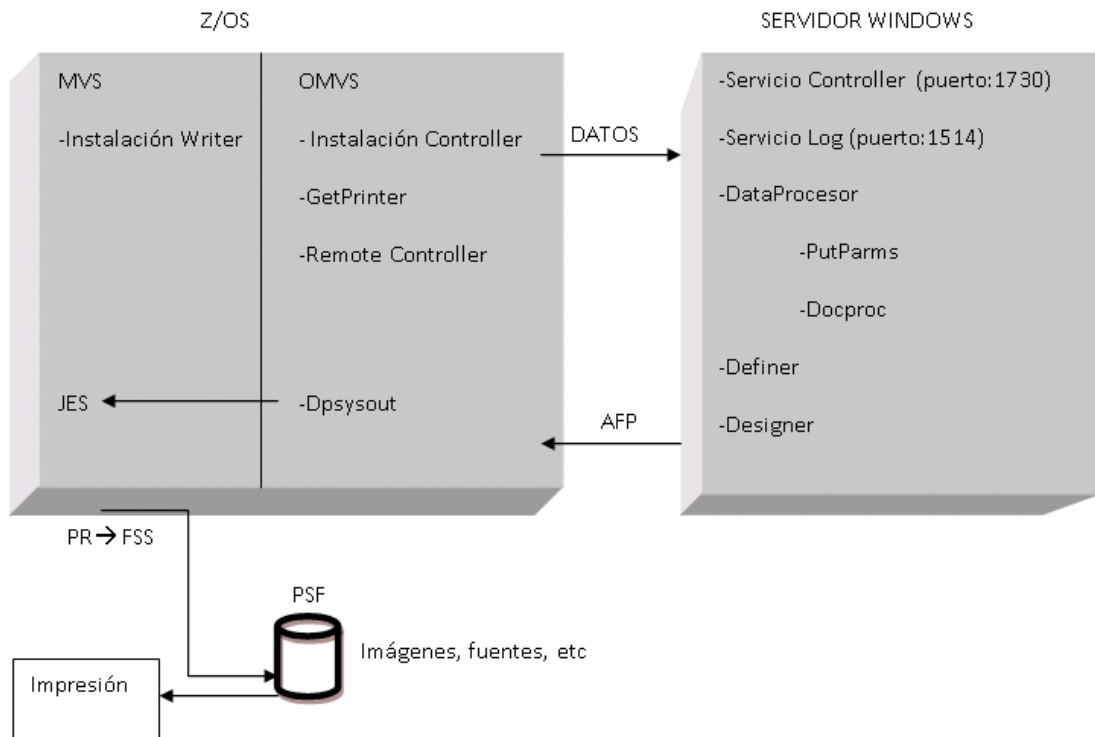 Z/OS
SERVIDOR WINDOWS
MVS
-Instalación Writer
JES
OMVS
- Instalación Controller
-GetPrinter
-Remote Controller
-Dpsysout
DATOS
AFP
-Servicio Controller (puerto:1730)
-Servicio Log (puerto:1514)
-DataProcesor
-PutParms
-Docproc
-Definer
-Designer
PR → FSS
PSF
Imágenes, fuentes, etc
Impresión